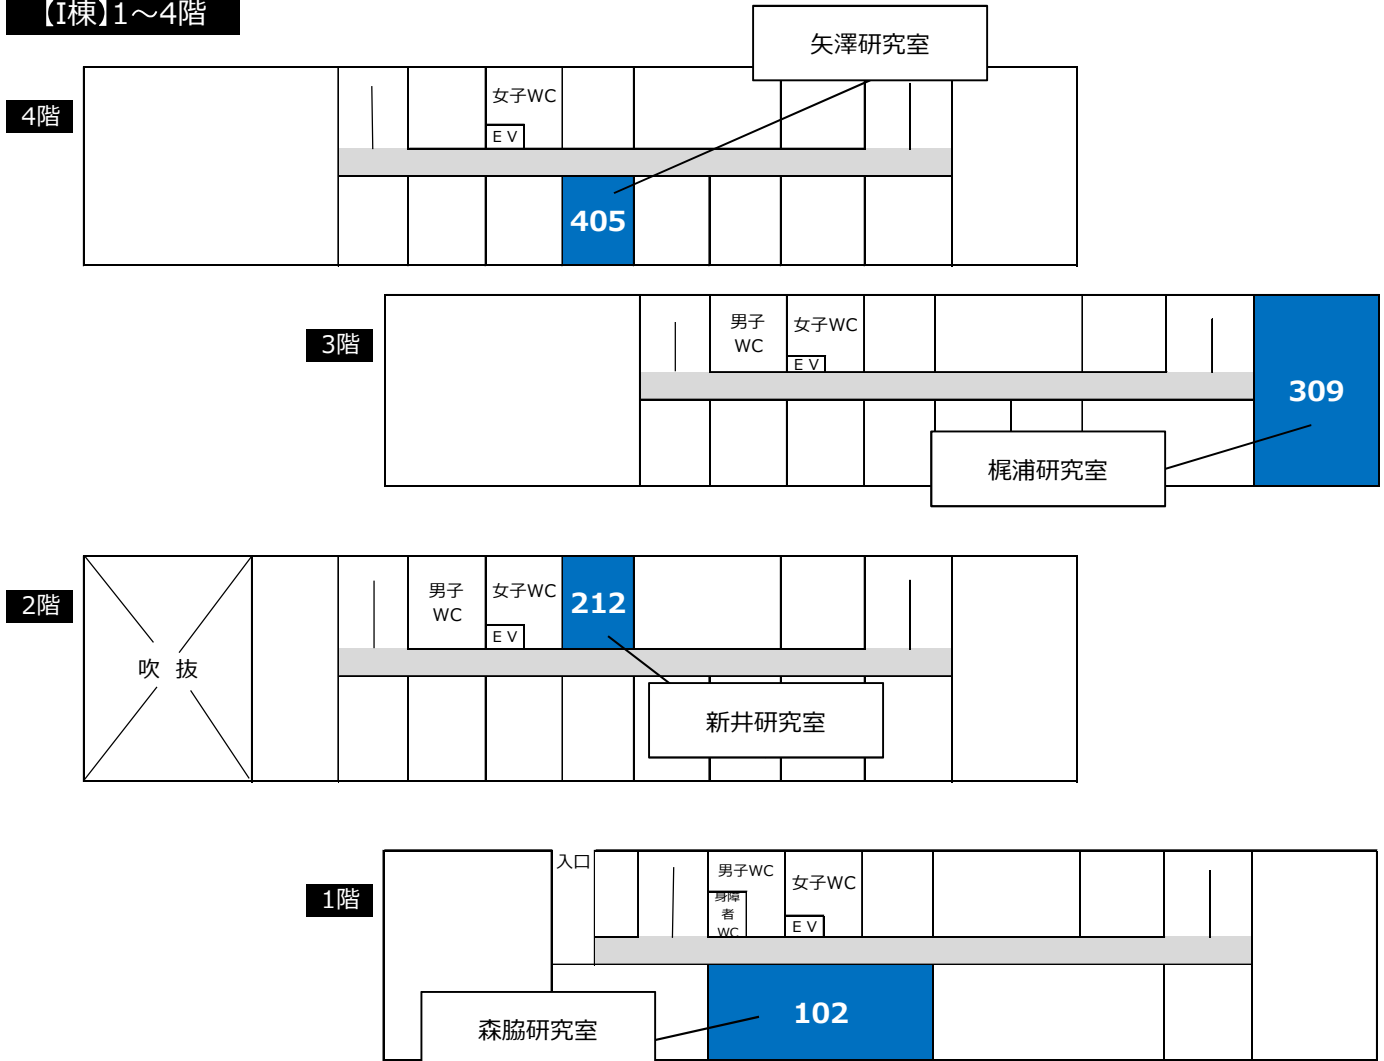 【I棟】1～4階
矢澤研究室
4階
女子WC
EV
405
3階
男子
WC
女子WC
EV
309
梶浦研究室
2階
男子
WC
女子WC
EV
212
吹 抜
新井研究室
1階
入口
男子WC
身障
者
WC
女子WC
EV
102
森脇研究室